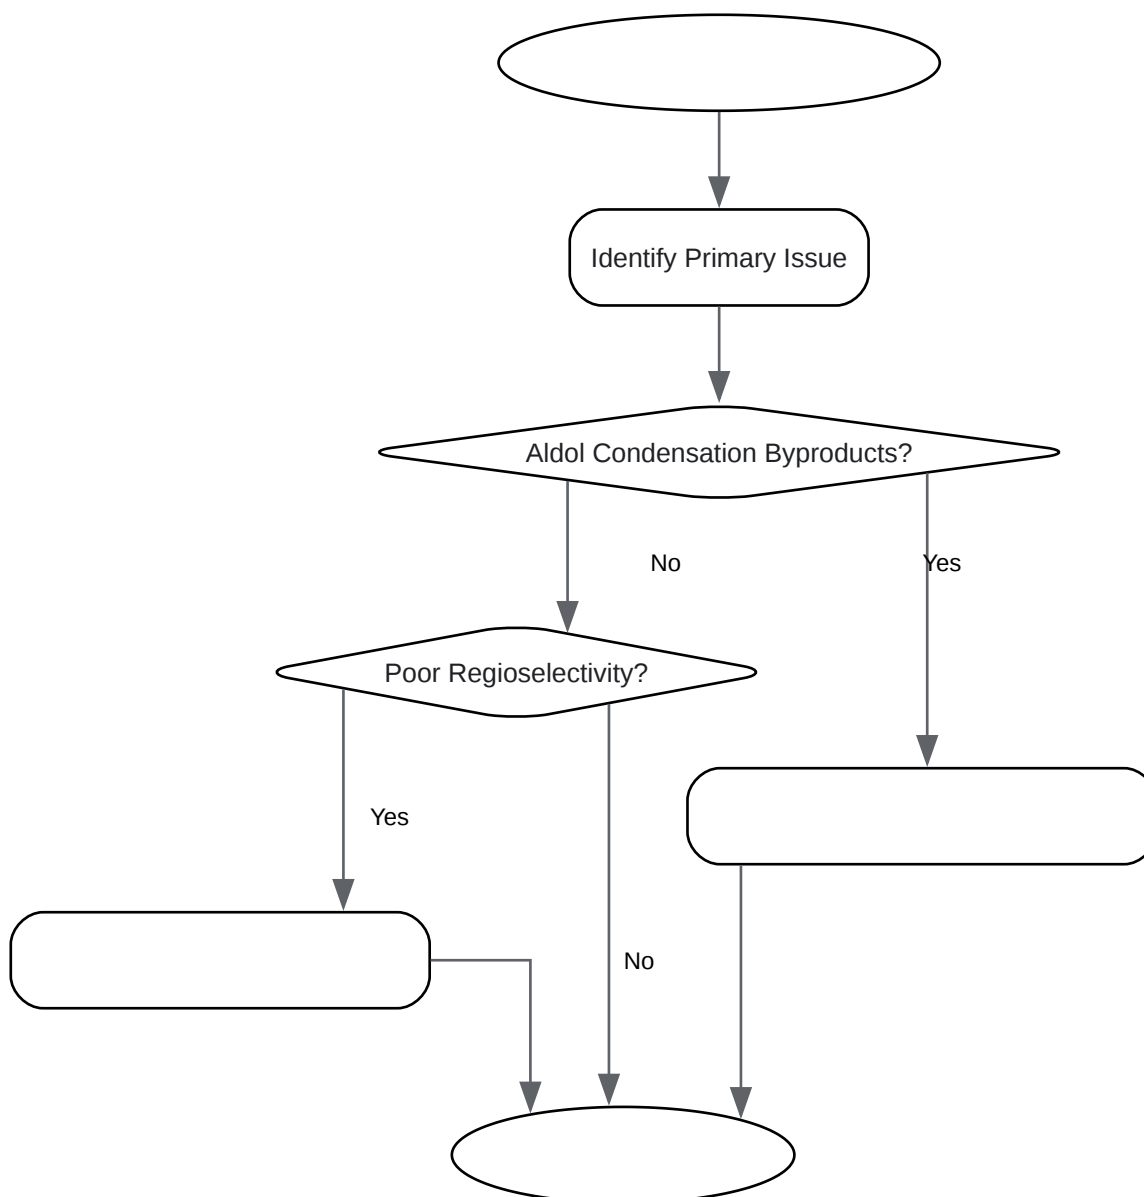 Identify Primary Issue
Aldol Condensation Byproducts?
No
Yes
Poor Regioselectivity?
Yes
No